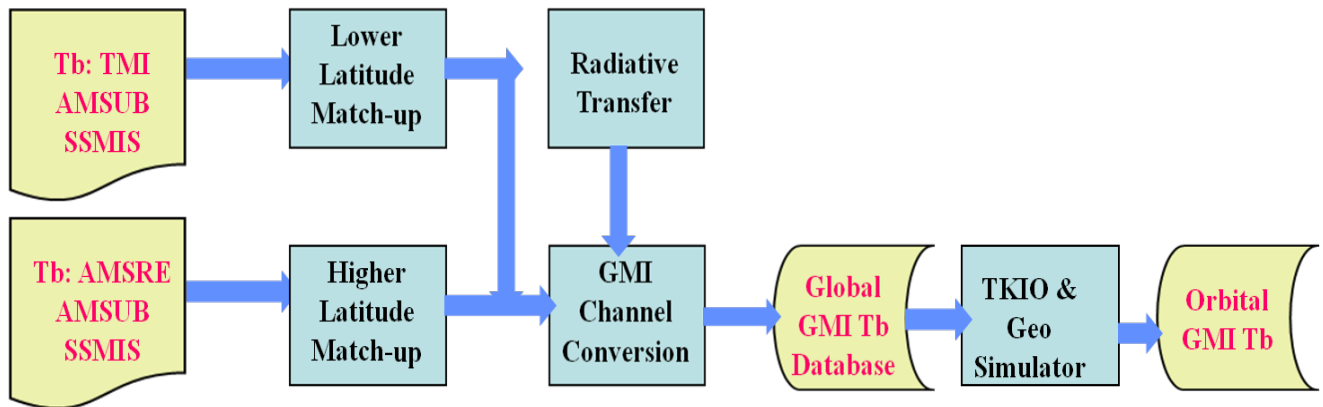 Tb: TMI
AMSUB
SSMIS
Lower
Latitude
Match-up
Radiative
Transfer
Tb: AMSRE
AMSUB
SSMIS
Higher
Latitude
Match-up
GMI
Channel
Conversion
Global
GMI Tb
Database
TKIO &
Geo
Simulator
Orbital
GMI Tb